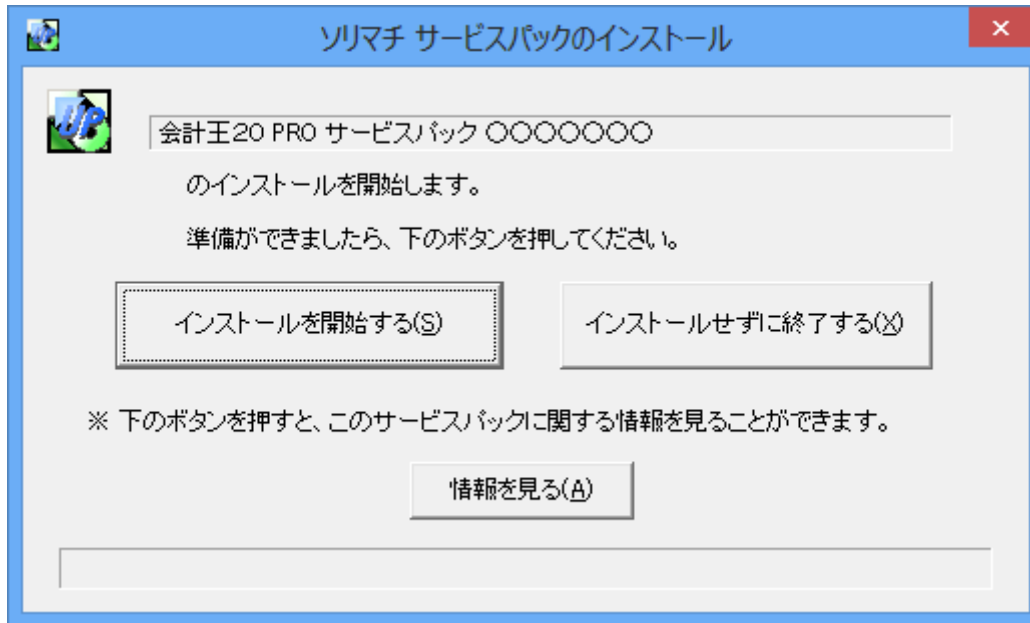 ソリマチ サービスパックのインストール
UP
会計王20 PRO サービスパック 〇〇〇〇〇〇〇
のインストールを開始します。
準備ができましたら、下のボタンを押してください。
インストールを開始する(S)
インストールせずに終了する(X)
※ 下のボタンを押すと、このサービスパックに関する情報を見ることができます。
情報を見る(A)